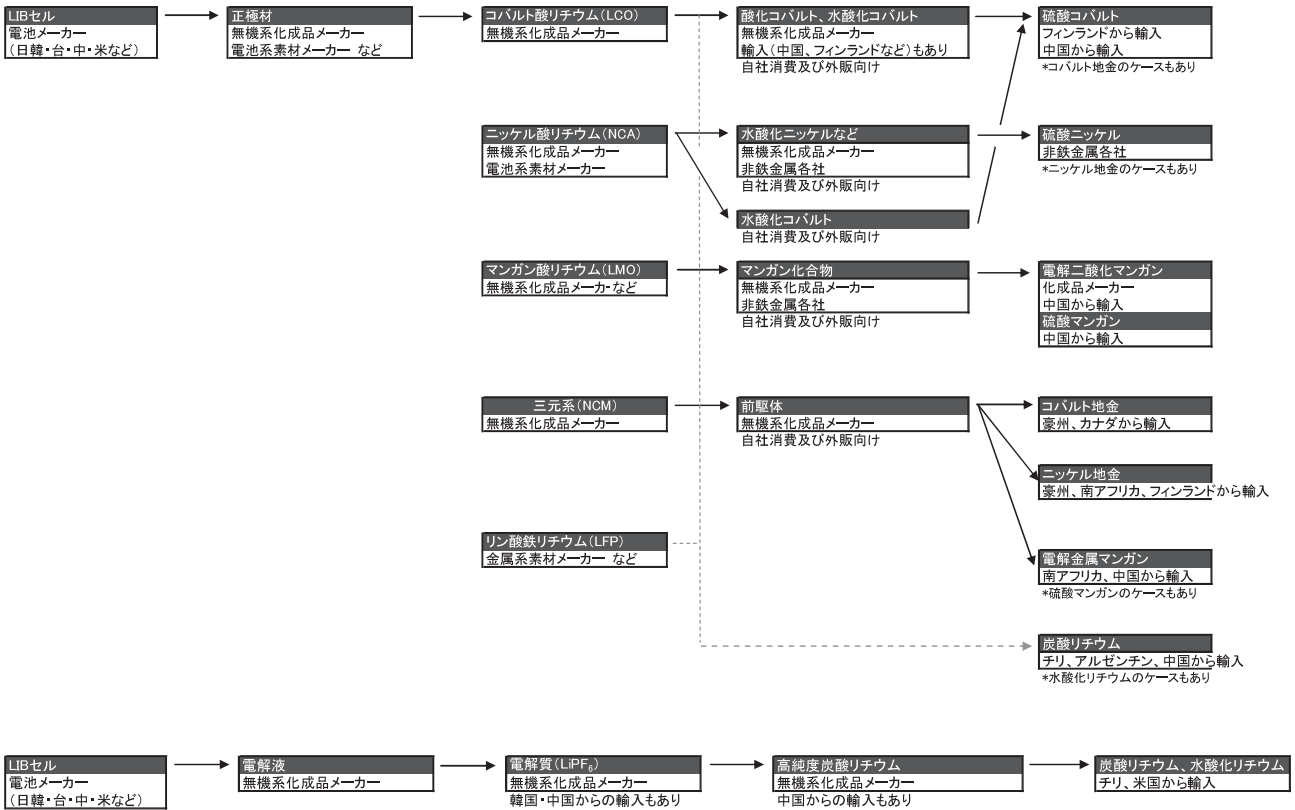 LIBセル
電池メーカー
(日韓・台・中・米など)
正極材
無機系化成品メーカー
電池系素材メーカー など
コバルト酸リチウム(LCO)
無機系化成品メーカー
酸化コバルト、水酸化コバルト
無機系化成品メーカー
輸入(中国、フィンランドなど)もあり
自社消費及び外販向け
硫酸コバルト
フィンランドから輸入
中国から輸入
*コバルト地金のケースもあり
ニッケル酸リチウム(NCA)
無機系化成品メーカー
電池系素材メーカー
水酸化ニッケルなど
無機系化成品メーカー
非鉄金属各社
自社消費及び外販向け
硫酸ニッケル
非鉄金属各社
*ニッケル地金のケースもあり
水酸化コバルト
自社消費及び外販向け
マンガン酸リチウム(LMO)
無機系化成品メーカ-など
マンガン化合物
無機系化成品メーカー
非鉄金属各社
自社消費及び外販向け
電解二酸化マンガン
化成品メーカー
中国から輸入
硫酸マンガン
中国から輸入
三元系(NCM)
無機系化成品メーカー
前駆体
無機系化成品メーカー
自社消費及び外販向け
コバルト地金
豪州、カナダから輸入
ニッケル地金
豪州、南アフリカ、フィンランドから輸入
リン酸鉄リチウム(LFP)
金属系素材メーカー など
電解金属マンガン
南アフリカ、中国から輸入
*硫酸マンガンのケースもあり
炭酸リチウム
チリ、アルゼンチン、中国から輸入
*水酸化リチウムのケースもあり
LIBセル
電池メーカー
(日韓・台・中・米など)
電解液
無機系化成品メーカー
電解質(LiPF₆)
無機系化成品メーカー
韓国・中国からの輸入もあり
高純度炭酸リチウム
無機系化成品メーカー
中国からの輸入もあり
炭酸リチウム、水酸化リチウム
チリ、米国から輸入